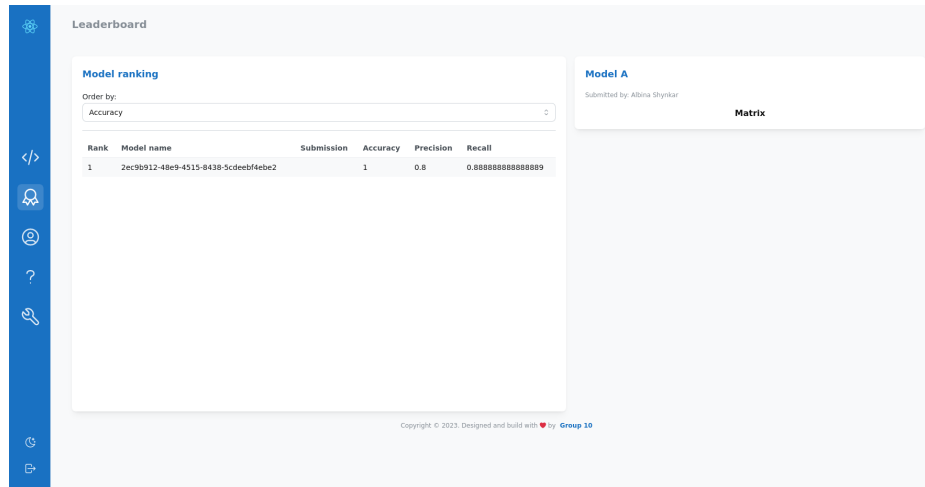 Leaderboard
Model ranking
Order by:
Accuracy
Rank Model name Submission Accuracy Precision Recall
1 2ec9b912-48e9-4515-8438-5cdeebf4ebe2 1 0.8 0.888888888888889
Model A
Submitted by: Albina Shynkar
Matrix
Copyright © 2023. Designed and build with ❤ by Group 10